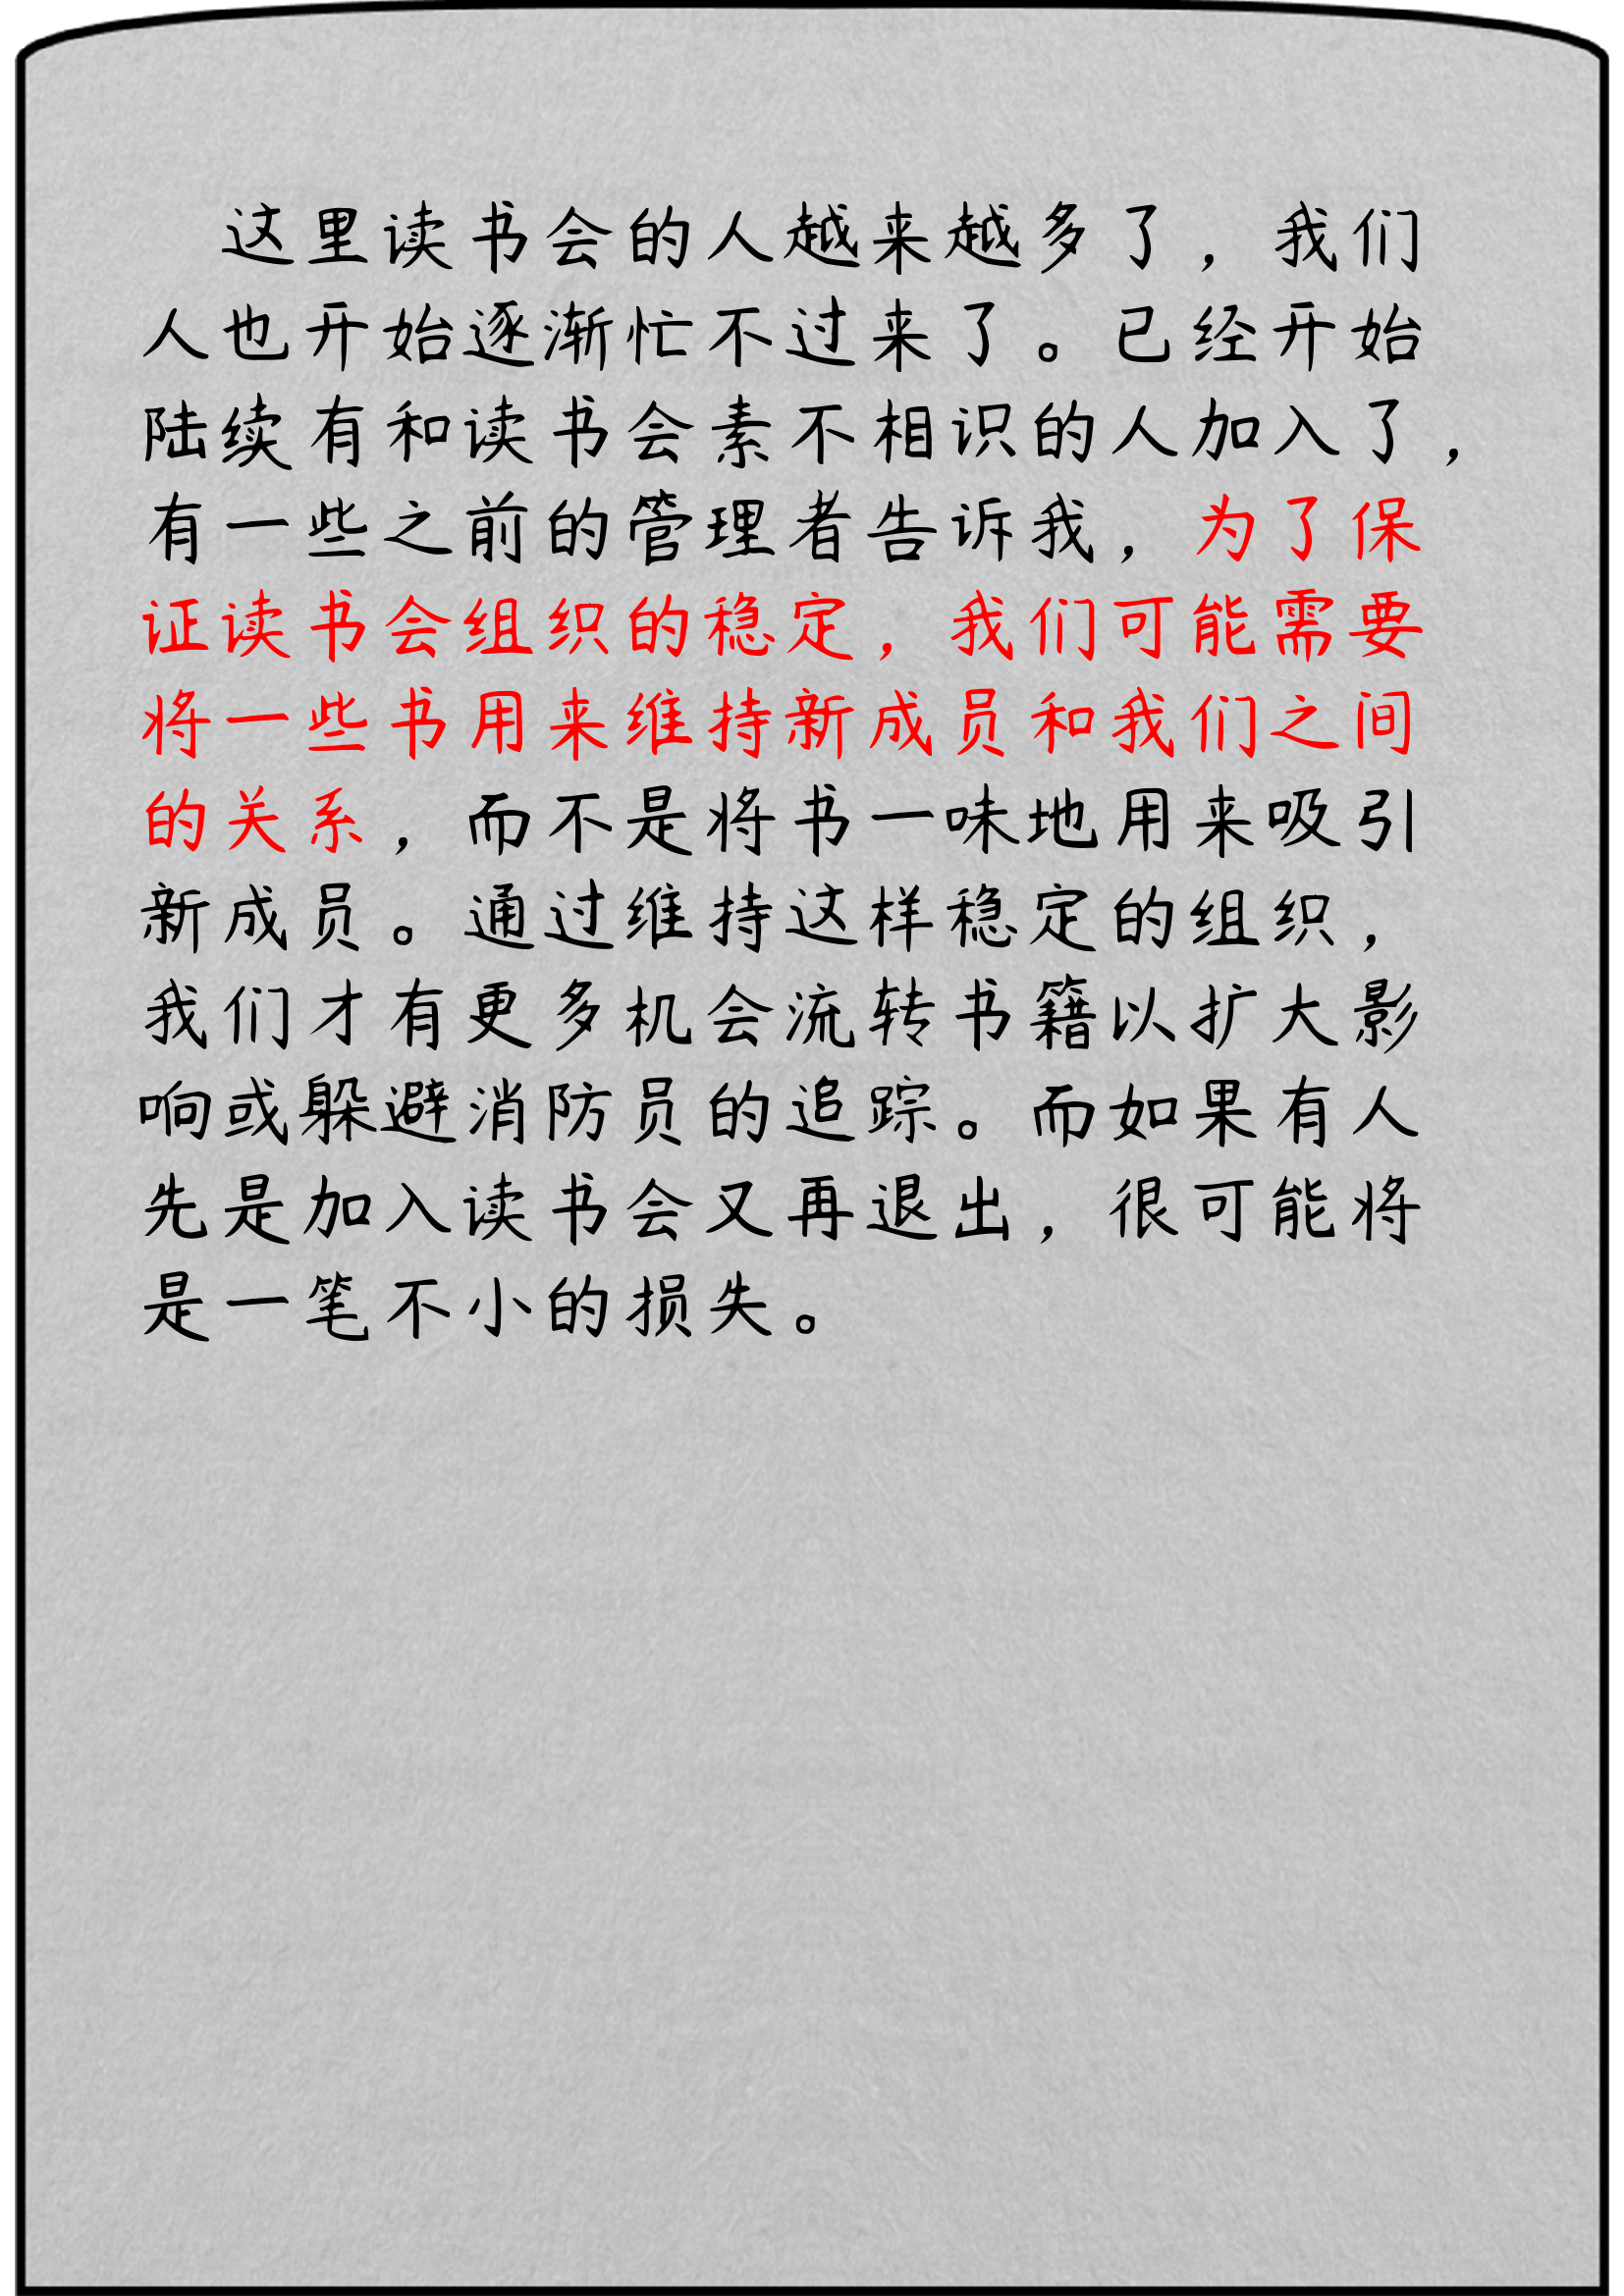 这里读书会的人越来越多了，我们
人也开始逐渐忙不过来了。已经开始
陆续有和读书会素不相识的人加入了，
有一些之前的管理者告诉我，为了保
证读书会组织的稳定，我们可能需要
将一些书用来维持新成员和我们之间
的关系，而不是将书一味地用来吸引
新成员。通过维持这样稳定的组织，
我们才有更多机会流转书籍以扩大影
响或躲避消防员的追踪。而如果有人
先是加入读书会又再退出，很可能将
是一笔不小的损失。